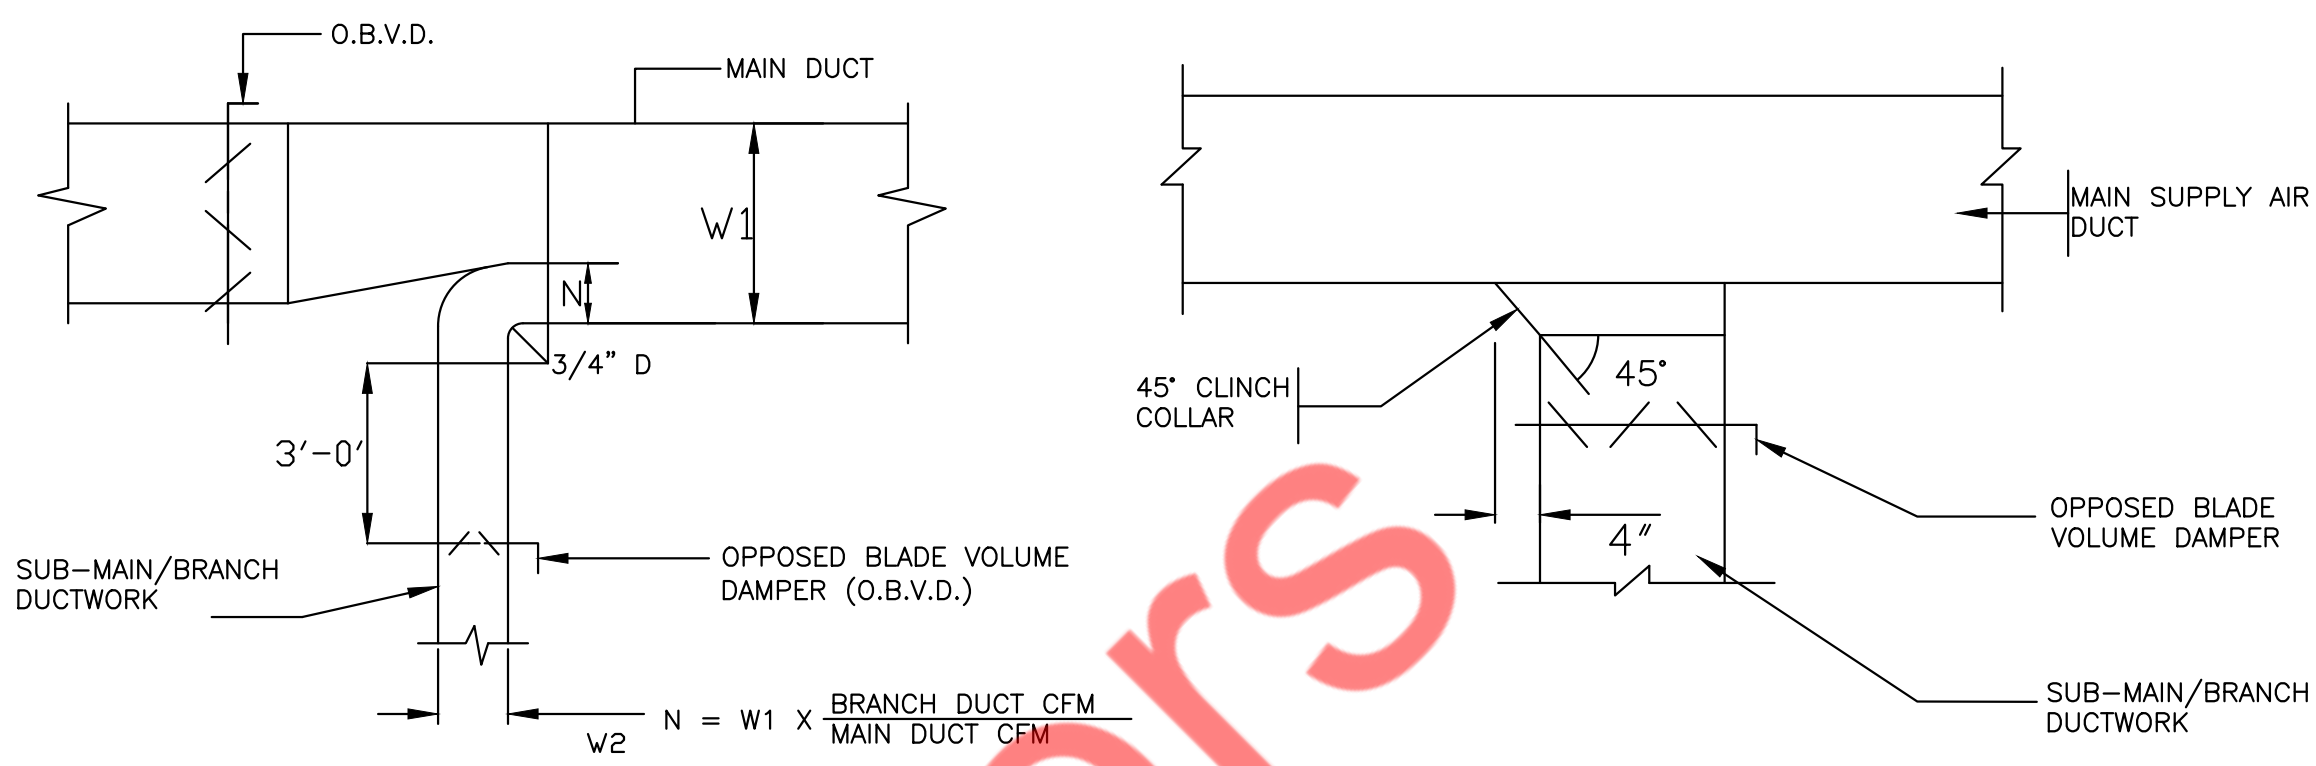 O.B.V.D.
MAIN DUCT
W1
N
3/4" D
3'-0'
SUB-MAIN/BRANCH
DUCTWORK
OPPOSED BLADE VOLUME
DAMPER (O.B.V.D.)
W2
N = W1 X BRANCH DUCT CFM
MAIN DUCT CFM
MAIN SUPPLY AIR
DUCT
45° CLINCH
COLLAR
45°
4"
OPPOSED BLADE
VOLUME DAMPER
SUB-MAIN/BRANCH
DUCTWORK
ors